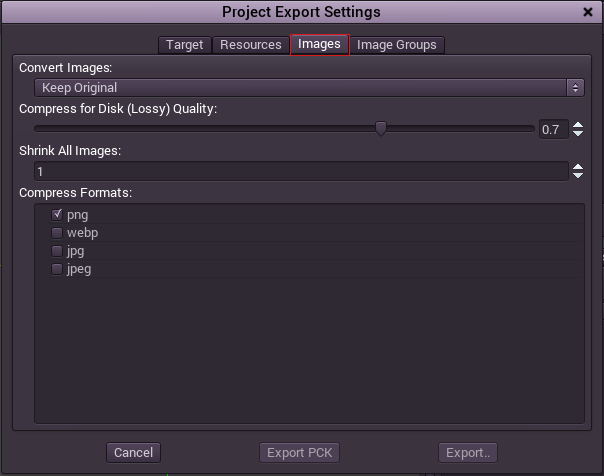 Project Export Settings
Target Resources Images Image Groups
Convert Images:
Keep Original
Compress for Disk (Lossy) Quality:
0.7
Shrink All Images:
1
Compress Formats:
png
webp
jpg
jpeg
Cancel Export PCK Export..